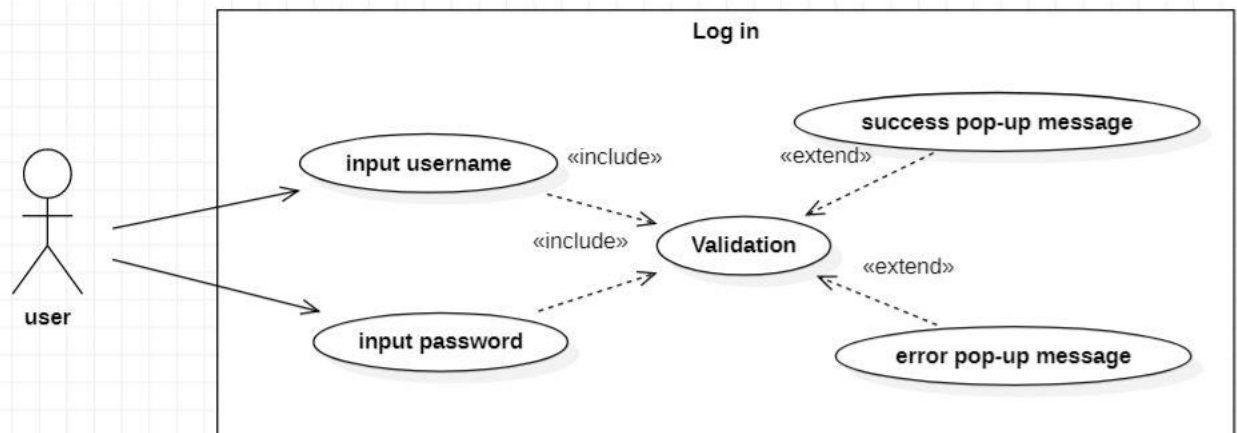 Log in
success pop-up message
input username
«include»
«extend»
«include»
Validation
«extend»
user
input password
error pop-up message